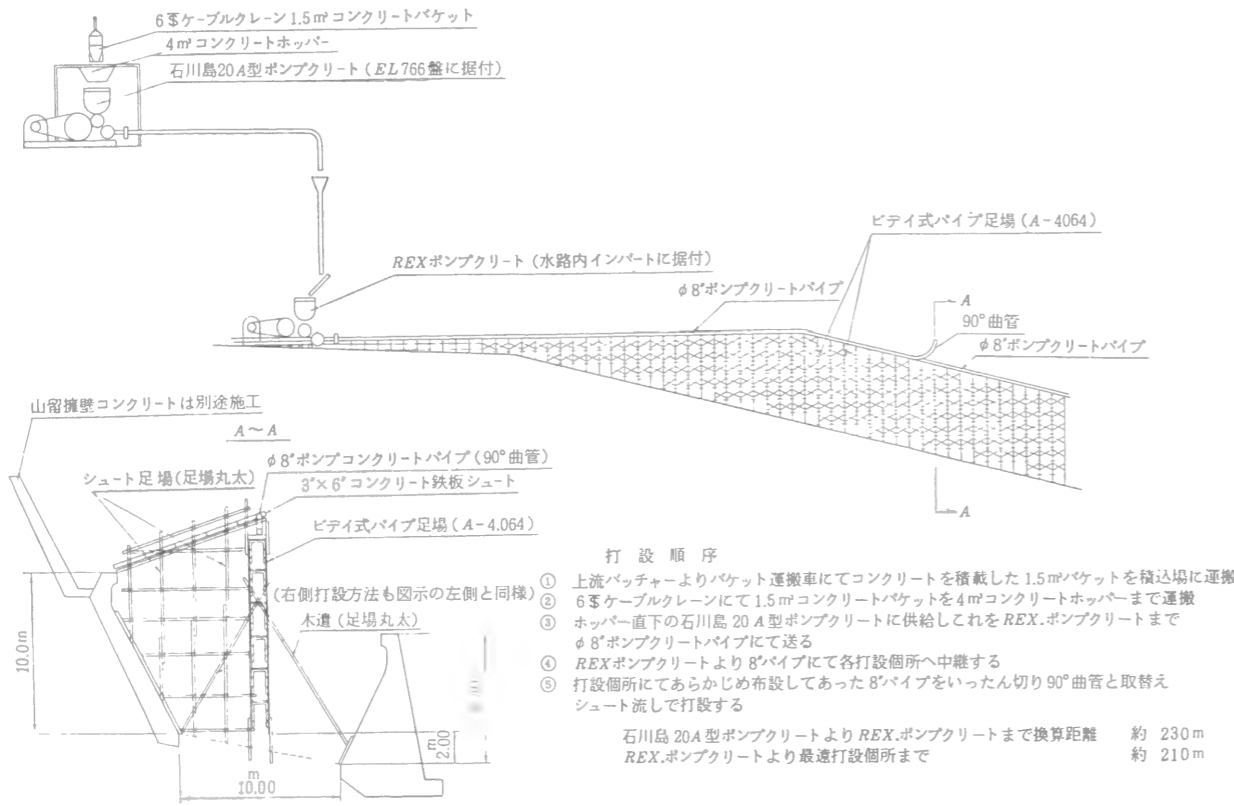 6㌧ケーブルクレーン1.5㎥コンクリートバケット
4㎥コンクリートホッパー
石川島20A型ポンプクリート(EL766盤に据付)
ビデイ式パイプ足場(A-4064)
REXポンプクリート(水路内インバートに据付)
φ8"ポンプクリートパイプ
A
90°曲管
φ8"ポンプクリートパイプ
山留擁壁コンクリートは別途施工
A〜A
φ8"ポンプコンクリートパイプ(90°曲管)
シュート足場(足場丸太)
3"×6"コンクリート鉄板シュート
ビデイ式パイプ足場(A-4.064)
A
(右側打設方法も図示の左側と同様)
木遣(足場丸太)
10.0m
2.00m
10.00m
打設順序
① 上流バッチャーよりバケット運搬車にてコンクリートを積載した1.5㎥バケットを積込場に運搬
② 6㌧ケーブルクレーンにて1.5㎥コンクリートバケットを4㎥コンクリートホッパーまで運搬
③ ホッパー直下の石川島20A型ポンプクリートに供給しこれをREX.ポンプクリートまで
φ8"ポンプクリートパイプにて送る
④ REXポンプクリートより8"パイプにて各打設個所へ中継する
⑤ 打設個所にてあらかじめ布設してあった8"パイプをいったん切り90°曲管と取替え
シュート流しで打設する
石川島20A型ポンプクリートよりREX.ポンプクリートまで換算距離 約 230m
REX.ポンプクリートより最遠打設個所まで 約 210m